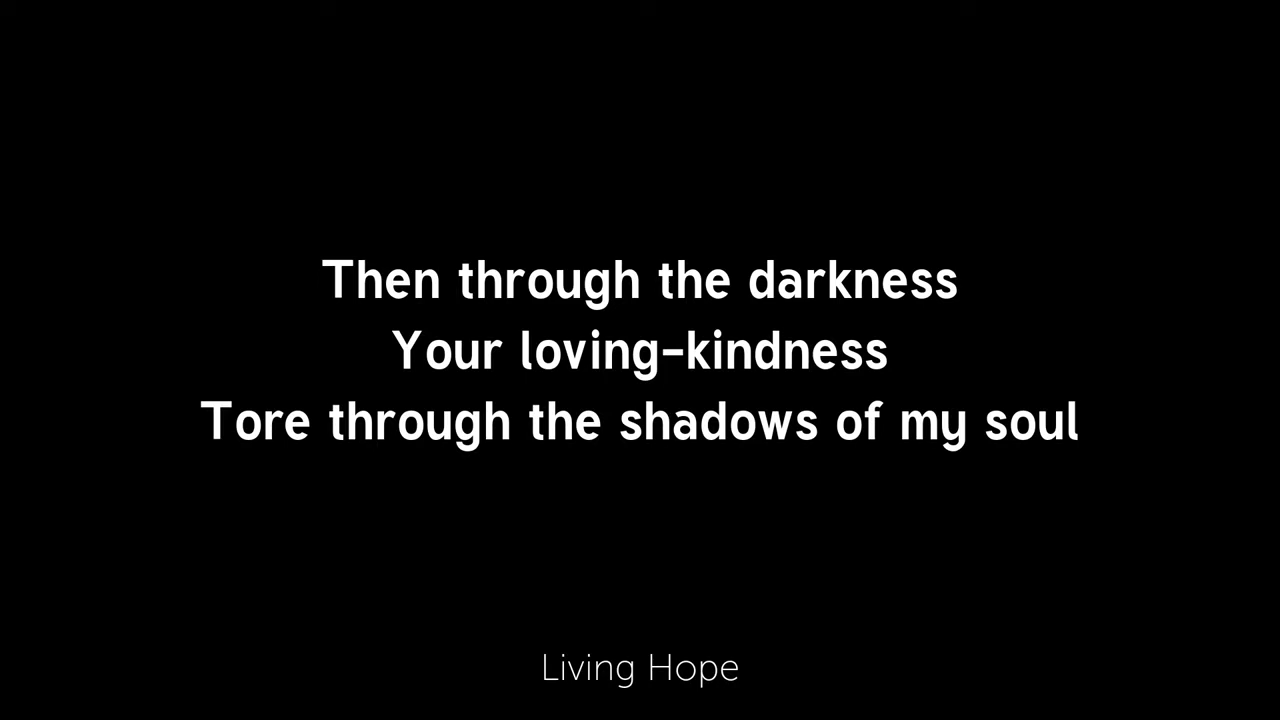 Then through the darkness
Your loving-kindness
Tore through the shadows of my soul
Living Hope